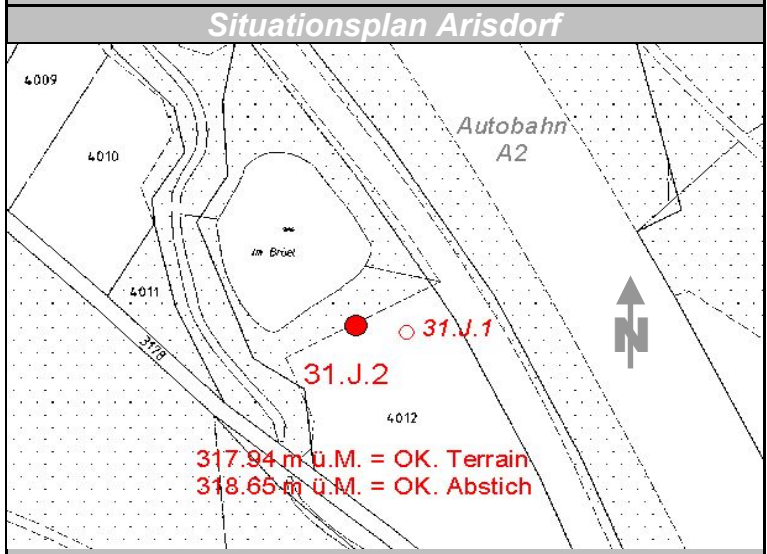 Situationsplan Arisdorf
4009
Autobahn
A2
4010
Im Brüel
4011
31.J.1
3178
N
31.J.2
4012
317.94 m ü.M. = OK. Terrain
318.65 m ü.M. = OK. Abstich